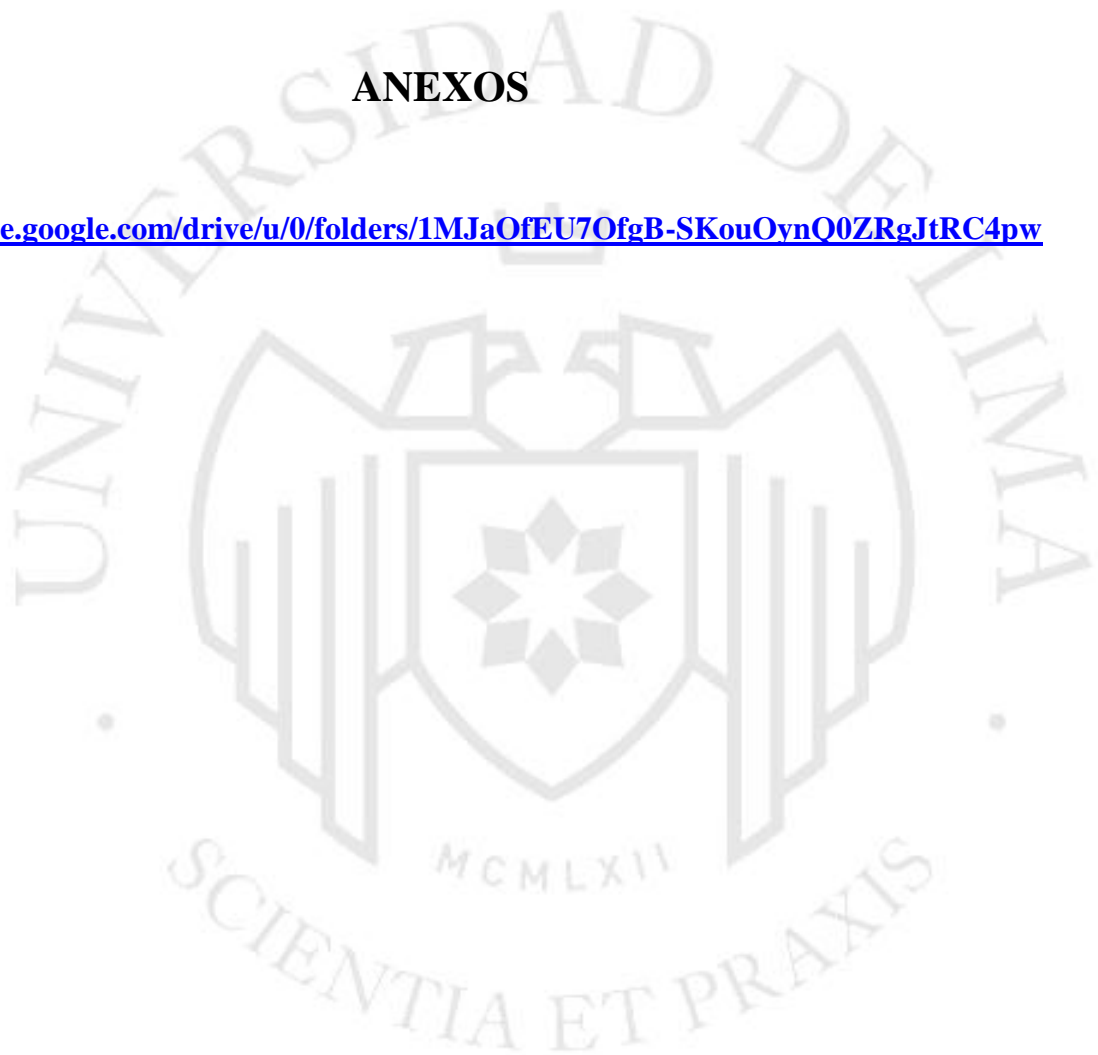 ANEXOS
e.google.com/drive/u/0/folders/1MJaOfEU7OfgB-SKouOynQ0ZRgJtRC4pw
UNIVERSIDAD DE LIMA
MCMLXII
SCIENTIA ET PRAXIS